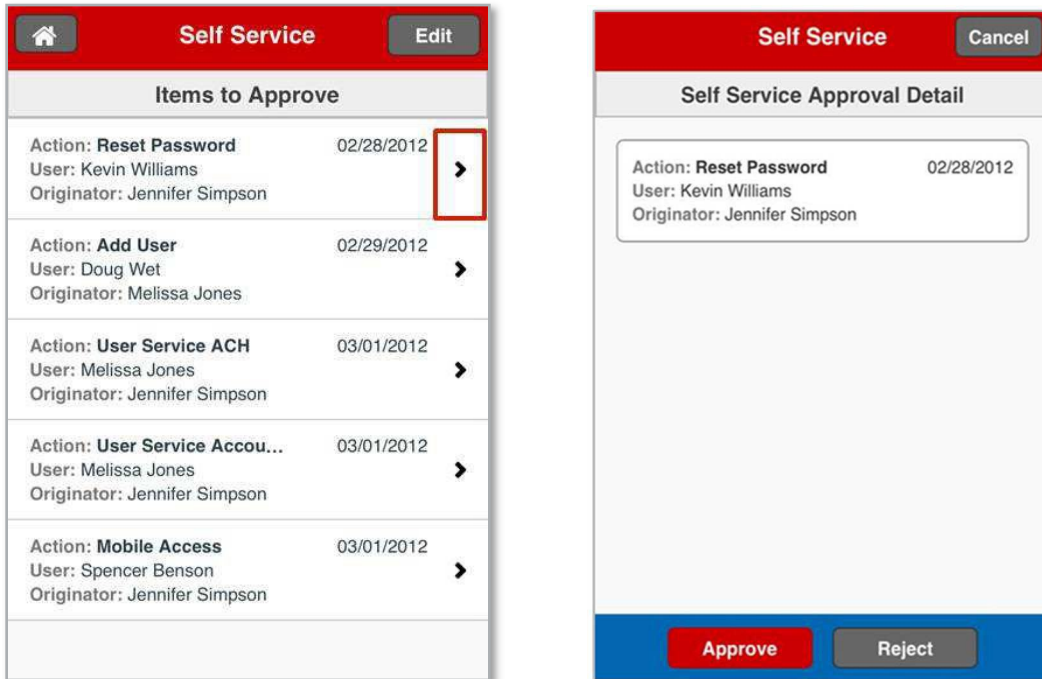 Self Service
Edit
Items to Approve
Action: Reset Password 02/28/2012
User: Kevin Williams
Originator: Jennifer Simpson
Action: Add User 02/29/2012
User: Doug Wet
Originator: Melissa Jones
Action: User Service ACH 03/01/2012
User: Melissa Jones
Originator: Jennifer Simpson
Action: User Service Accou... 03/01/2012
User: Melissa Jones
Originator: Jennifer Simpson
Action: Mobile Access 03/01/2012
User: Spencer Benson
Originator: Jennifer Simpson
Self Service
Cancel
Self Service Approval Detail
Action: Reset Password 02/28/2012
User: Kevin Williams
Originator: Jennifer Simpson
Approve
Reject